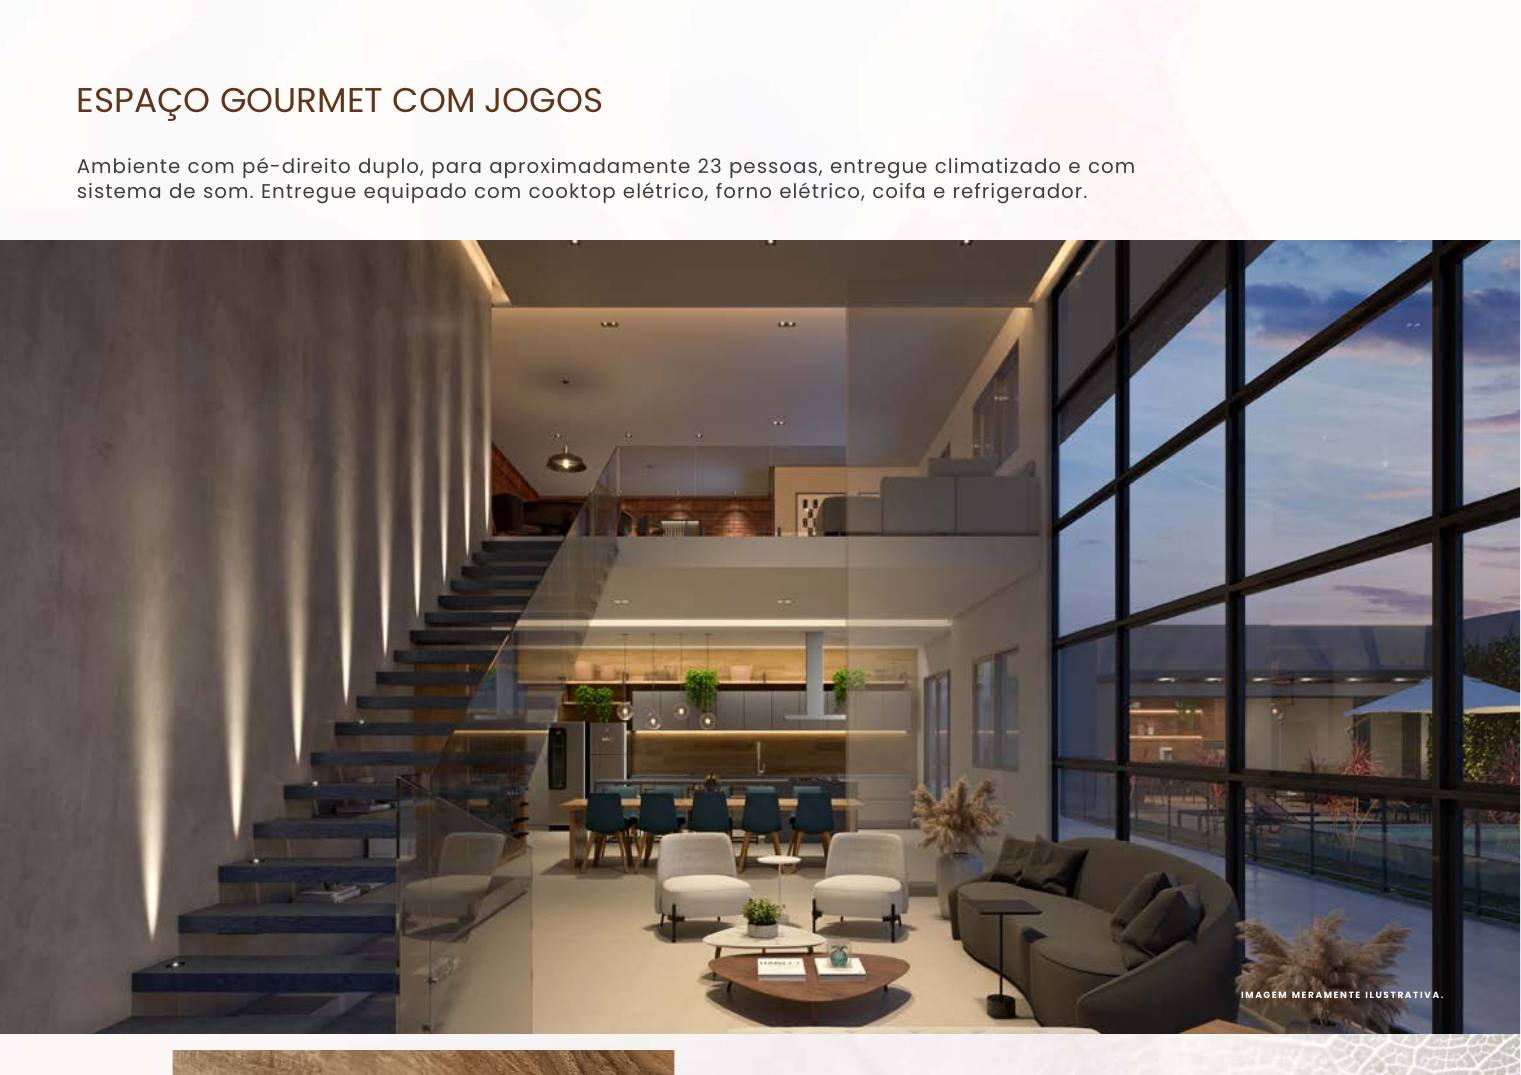 ESPAÇO GOURMET COM JOGOS
Ambiente com pé-direito duplo, para aproximadamente 23 pessoas, entregue climatizado e com
sistema de som. Entregue equipado com cooktop elétrico, forno elétrico, coifa e refrigerador.
IMAGEM MERAMENTE ILUSTRATIVA.